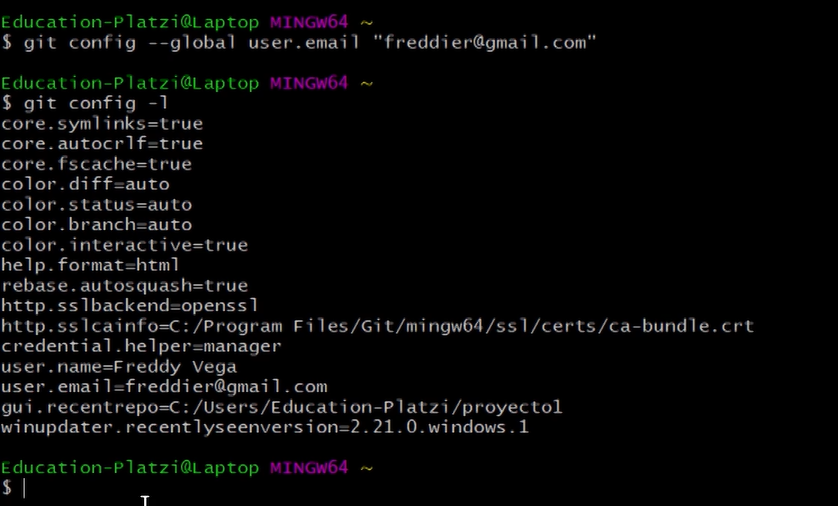 Education-Platzi@Laptop MINGW64 ~
$ git config --global user.email "freddier@gmail.com"
Education-Platzi@Laptop MINGW64 ~
$ git config -l
core.symlinks=true
core.autocrlf=true
core.fscache=true
color.diff=auto
color.status=auto
color.branch=auto
color.interactive=true
help.format=html
rebase.autosquash=true
http.sslbackend=openssl
http.sslcainfo=C:/Program Files/Git/mingw64/ssl/certs/ca-bundle.crt
credential.helper=manager
user.name=Freddy Vega
user.email=freddier@gmail.com
gui.recentrepo=C:/Users/Education-Platzi/proyecto1
winupdater.recentlyseenversion=2.21.0.windows.1
Education-Platzi@Laptop MINGW64 ~
$